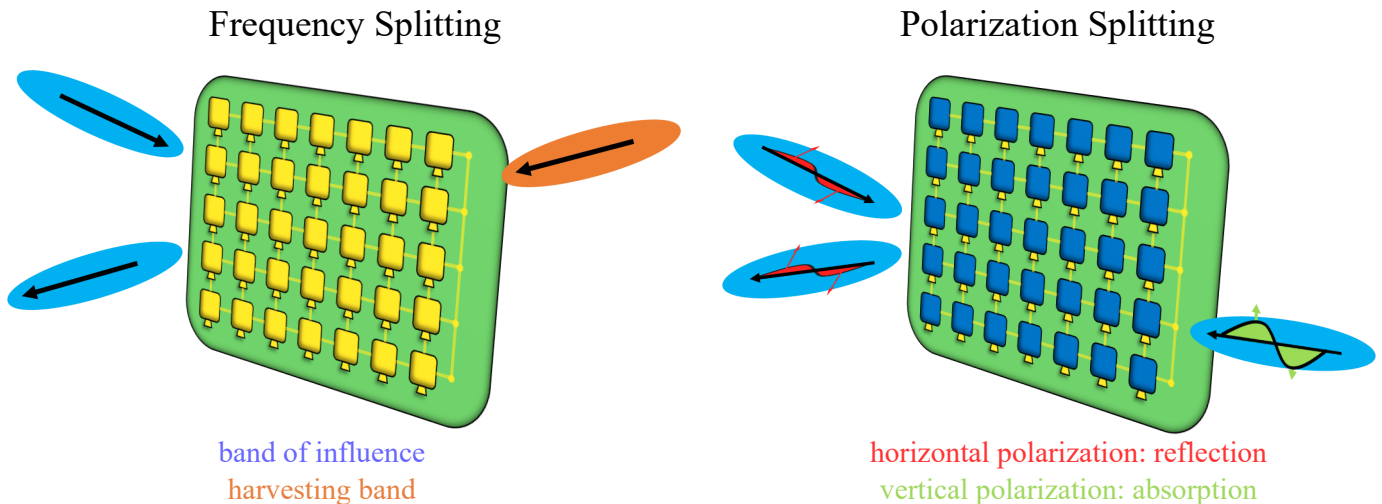 Frequency Splitting
Polarization Splitting
band of influence
harvesting band
horizontal polarization: reflection
vertical polarization: absorption